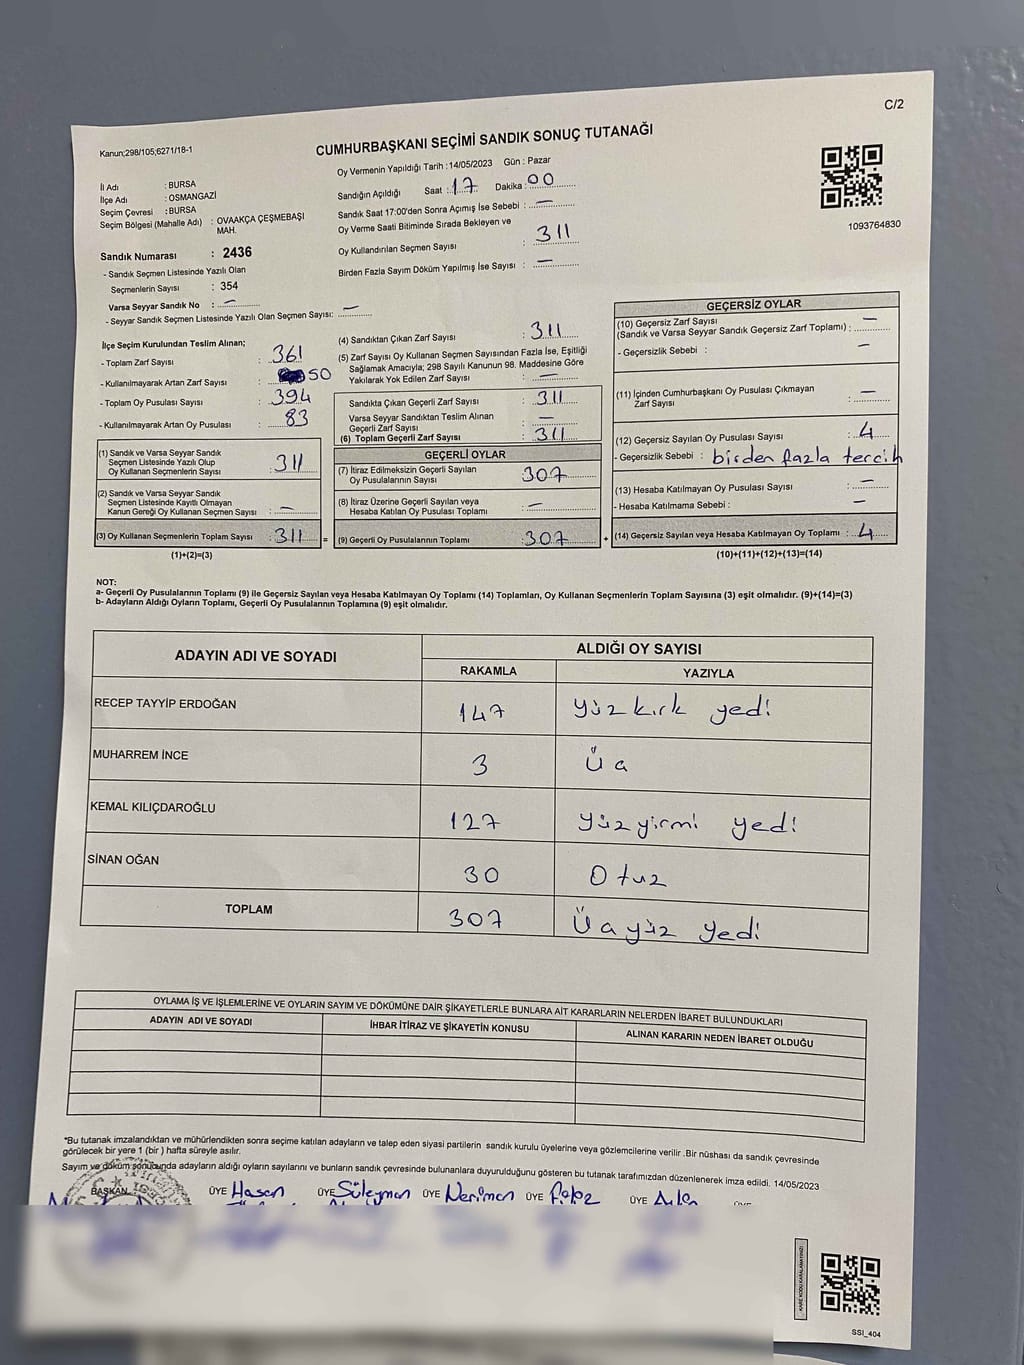 C/2
Kanun;298/105;6271/18-1
CUMHURBAŞKANI SEÇİMİ SANDIK SONUÇ TUTANAĞI
İl Adı : BURSA
İlçe Adı : OSMANGAZİ
Seçim Çevresi : BURSA
Seçim Bölgesi (Mahalle Adı) : OVAAKÇA ÇEŞMEBAŞI
MAH.
Sandık Numarası : 2436
- Sandık Seçmen Listesinde Yazılı Olan
Seçmenlerin Sayısı : 354
Varsa Seyyar Sandık No : —
- Seyyar Sandık Seçmen Listesinde Yazılı Olan Seçmen Sayısı: —
Oy Vermenin Yapıldığı Tarih : 14/05/2023 Gün : Pazar
Sandığın Açıldığı Saat : 17 Dakika : 00
Sandık Saat 17:00'den Sonra Açımış İse Sebebi : —
Oy Verme Saati Bitiminde Sırada Bekleyen ve
Oy Kullandırılan Seçmen Sayısı : 311
Birden Fazla Sayım Döküm Yapılmış İse Sayısı : —
1093764830
İlçe Seçim Kurulundan Teslim Alınan;
- Toplam Zarf Sayısı : 361
- Kullanılmayarak Artan Zarf Sayısı : 50
- Toplam Oy Pusulası Sayısı : 394
- Kullanılmayarak Artan Oy Pusulası : 83
(1) Sandık ve Varsa Seyyar Sandık
Seçmen Listesinde Yazılı Olup
Oy Kullanan Seçmenlerin Sayısı : 311
(2) Sandık ve Varsa Seyyar Sandık
Seçmen Listesinde Kayıtlı Olmayan
Kanun Gereği Oy Kullanan Seçmen Sayısı : —
(3) Oy Kullanan Seçmenlerin Toplam Sayısı : 311 =
(1)+(2)=(3)
(4) Sandıktan Çıkan Zarf Sayısı : 311
(5) Zarf Sayısı Oy Kullanan Seçmen Sayısından Fazla İse, Eşitliği
Sağlamak Amacıyla; 298 Sayılı Kanunun 98. Maddesine Göre
Yakılarak Yok Edilen Zarf Sayısı : —
Sandıkta Çıkan Geçerli Zarf Sayısı : 311
Varsa Seyyar Sandıktan Teslim Alınan
Geçerli Zarf Sayısı : —
(6) Toplam Geçerli Zarf Sayısı : 311
GEÇERLİ OYLAR
(7) İtiraz Edilmeksizin Geçerli Sayılan
Oy Pusulalarının Sayısı : 307
(8) İtiraz Üzerine Geçerli Sayılan veya
Hesaba Katılan Oy Pusulası Toplamı : —
(9) Geçerli Oy Pusulalarının Toplamı : 307 +
GEÇERSİZ OYLAR
(10) Geçersiz Zarf Sayısı —
(Sandık ve Varsa Seyyar Sandık Geçersiz Zarf Toplamı) :
- Geçersizlik Sebebi : —
(11) İçinden Cumhurbaşkanı Oy Pusulası Çıkmayan
Zarf Sayısı : —
(12) Geçersiz Sayılan Oy Pusulası Sayısı : 4
- Geçersizlik Sebebi : birden fazla tercih
(13) Hesaba Katılmayan Oy Pusulası Sayısı : —
- Hesaba Katılmama Sebebi : —
(14) Geçersiz Sayılan veya Hesaba Katılmayan Oy Toplamı : 4
(10)+(11)+(12)+(13)=(14)
NOT:
a- Geçerli Oy Pusulalarının Toplamı (9) ile Geçersiz Sayılan veya Hesaba Katılmayan Oy Toplamı (14) Toplamları, Oy Kullanan Seçmenlerin Toplam Sayısına (3) eşit olmalıdır. (9)+(14)=(3)
b- Adayların Aldığı Oyların Toplamı, Geçerli Oy Pusulalarının Toplamına (9) eşit olmalıdır.
ADAYIN ADI VE SOYADI
ALDIĞI OY SAYISI
RAKAMLA YAZIYLA
RECEP TAYYİP ERDOĞAN 147 yüz kırk yedi
MUHARREM İNCE 3 Üç
KEMAL KILIÇDAROĞLU 127 yüz yirmi yedi
SİNAN OĞAN 30 Otuz
TOPLAM 307 Üçyüz yedi
OYLAMA İŞ VE İŞLEMLERİNE VE OYLARIN SAYIM VE DÖKÜMÜNE DAİR ŞİKAYETLERLE BUNLARA AİT KARARLARIN NELERDEN İBARET BULUNDUKLARI
ADAYIN ADI VE SOYADI İHBAR İTİRAZ VE ŞİKAYETİN KONUSU ALINAN KARARIN NEDEN İBARET OLDUĞU
*Bu tutanak imzalandıktan ve mühürlendikten sonra seçime katılan adayların ve talep eden siyasi partilerin sandık kurulu üyelerine veya gözlemcilerine verilir .Bir nüshası da sandık çevresinde
görülecek bir yere 1 (bir ) hafta süreyle asılır.
Sayım ve döküm sonucunda adayların aldığı oyların sayılarını ve bunların sandık çevresinde bulunanlara duyurulduğunu gösteren bu tutanak tarafımızdan düzenlenerek imza edildi. 14/05/2023
BAŞKAN ÜYE Hasan ÜYE Süleyman ÜYE Neriman ÜYE ÜYE ÜYE
SSI_404